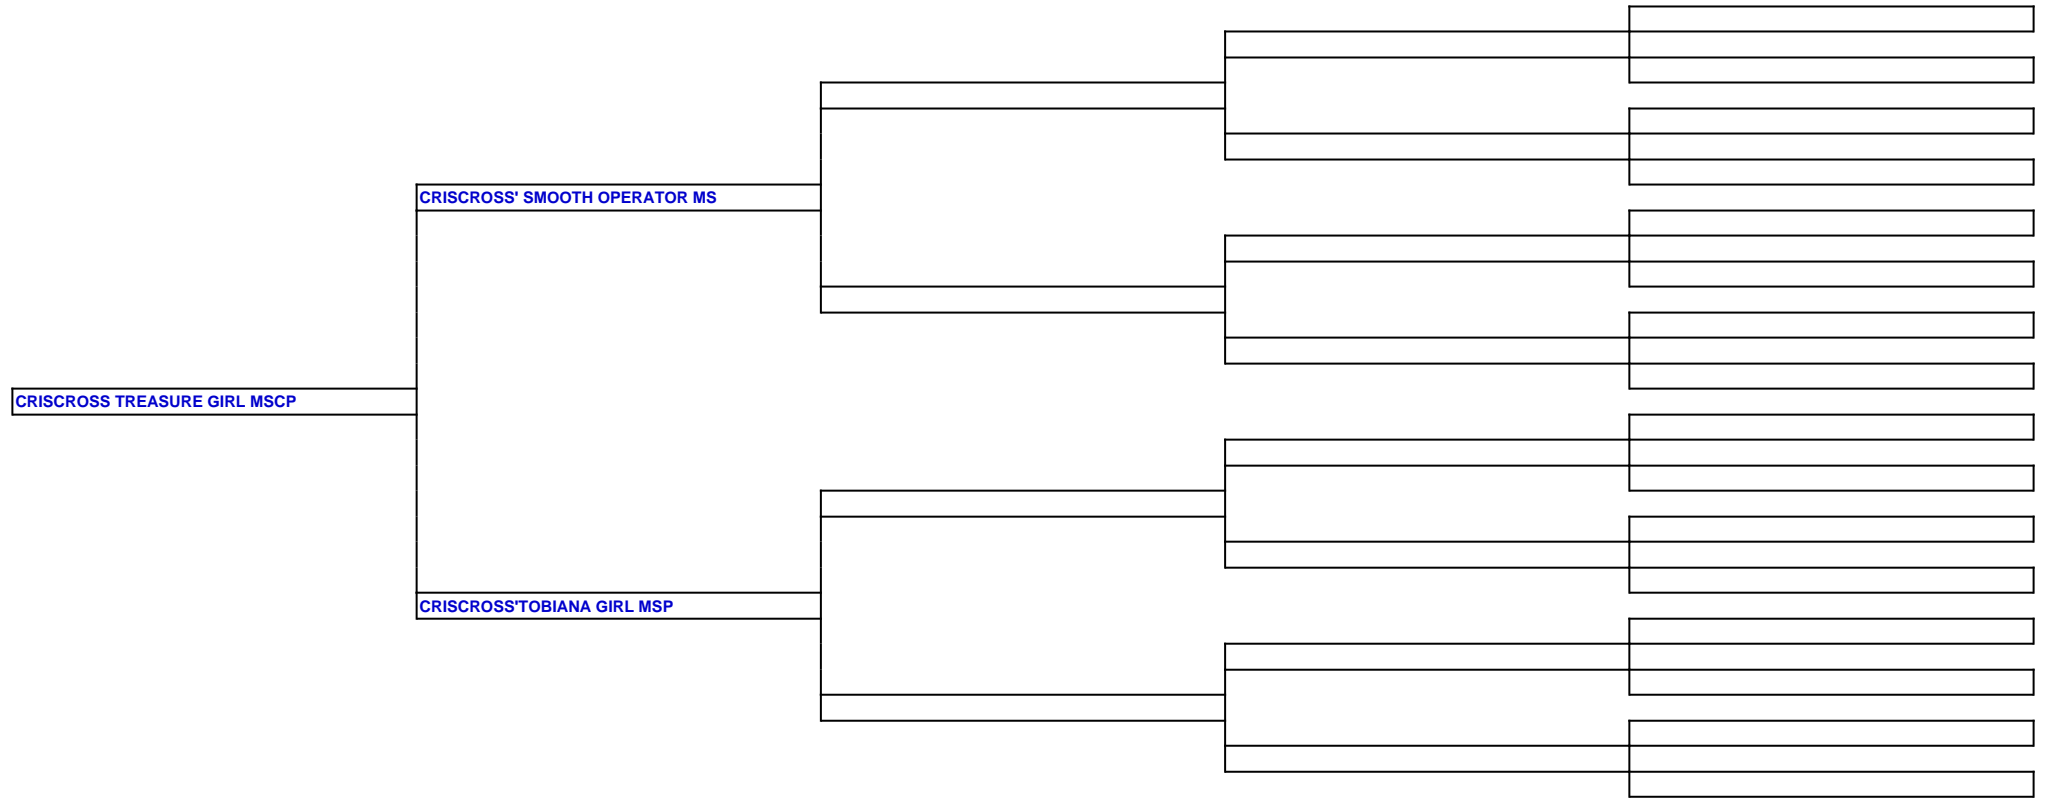 CRISCROSS' SMOOTH OPERATOR MS
CRISCROSS TREASURE GIRL MSCP
CRISCROSS'TOBIANA GIRL MSP